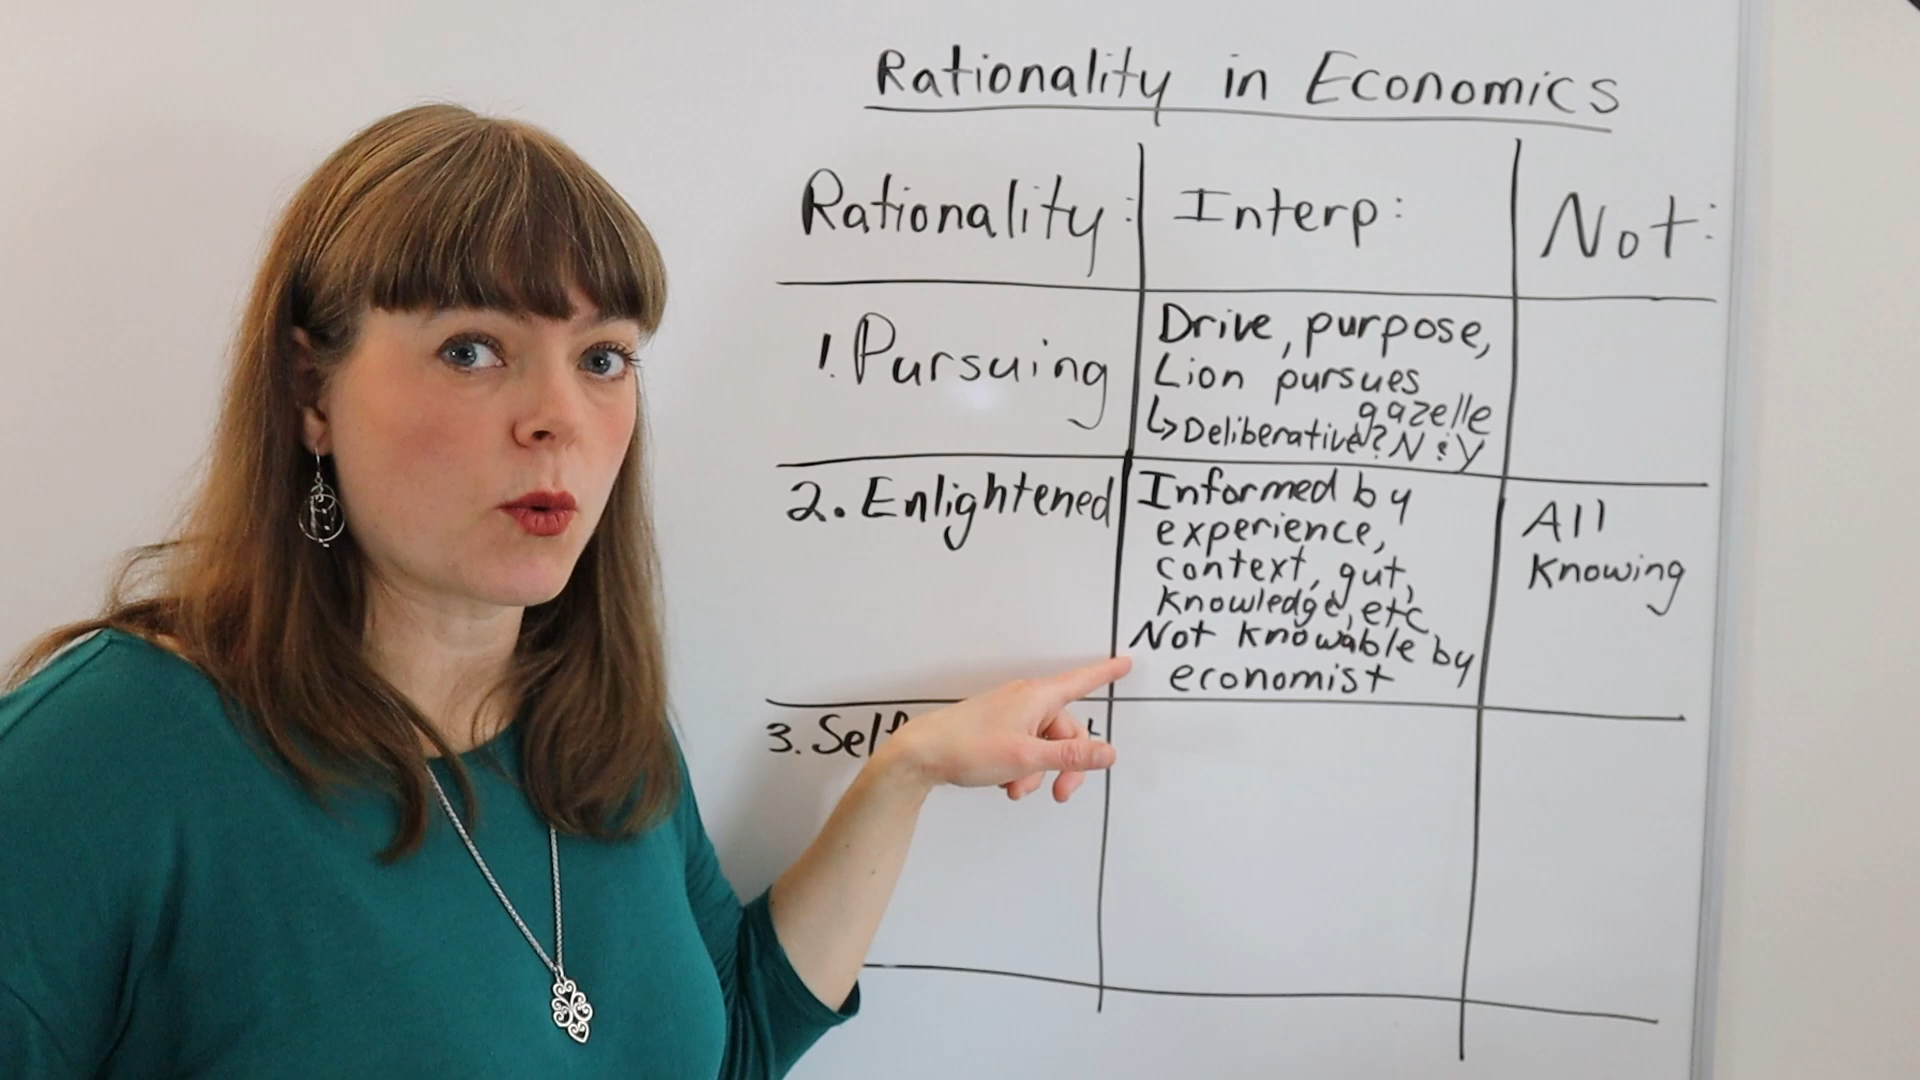 Rationality in Economics
Rationality:
Interp:
Not:
1. Pursuing
Drive, purpose,
Lion pursues
gazelle
↳ Deliberative? N & Y
2. Enlightened
Informed by
experience,
context, gut,
knowledge, etc
Not knowable by
economist
All
Knowing
3.